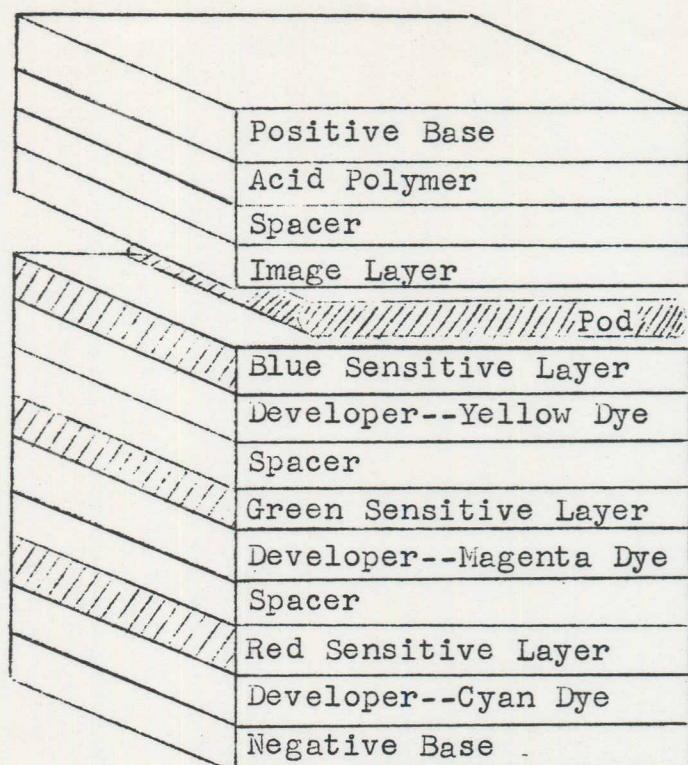 Positive Base
Acid Polymer
Spacer
Image Layer
Pod
Blue Sensitive Layer
Developer--Yellow Dye
Spacer
Green Sensitive Layer
Developer--Magenta Dye
Spacer
Red Sensitive Layer
Developer--Cyan Dye
Negative Base